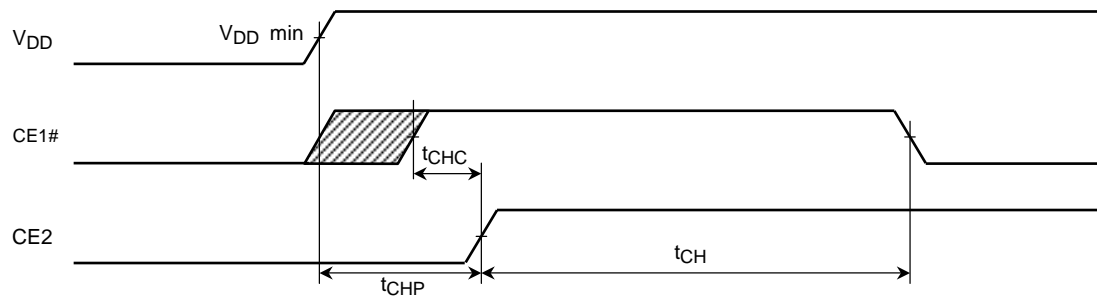 VDD
VDD min
CE1#
tCHC
CE2
tCHP
tCH